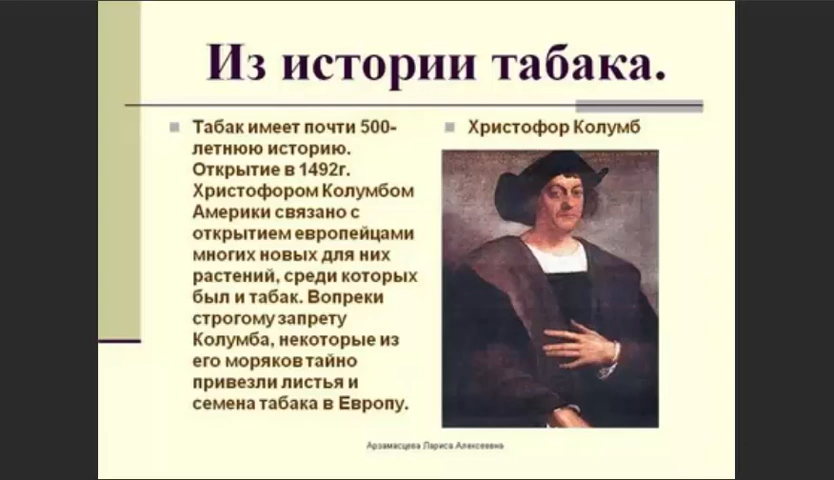 Из истории табака.
Табак имеет почти 500-
летнюю историю.
Открытие в 1492г.
Христофором Колумбом
Америки связано с
открытием европейцами
многих новых для них
растений, среди которых
был и табак. Вопреки
строгому запрету
Колумба, некоторые из
его моряков тайно
привезли листья и
семена табака в Европу.
Христофор Колумб
Арзамасцева Лариса Алексеевна